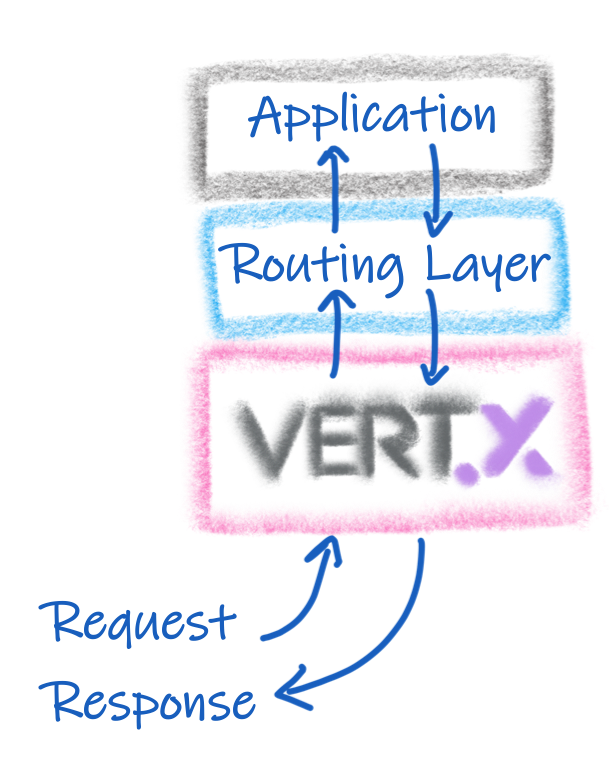 Application
Routing Layer
VERT.X
Request
Response